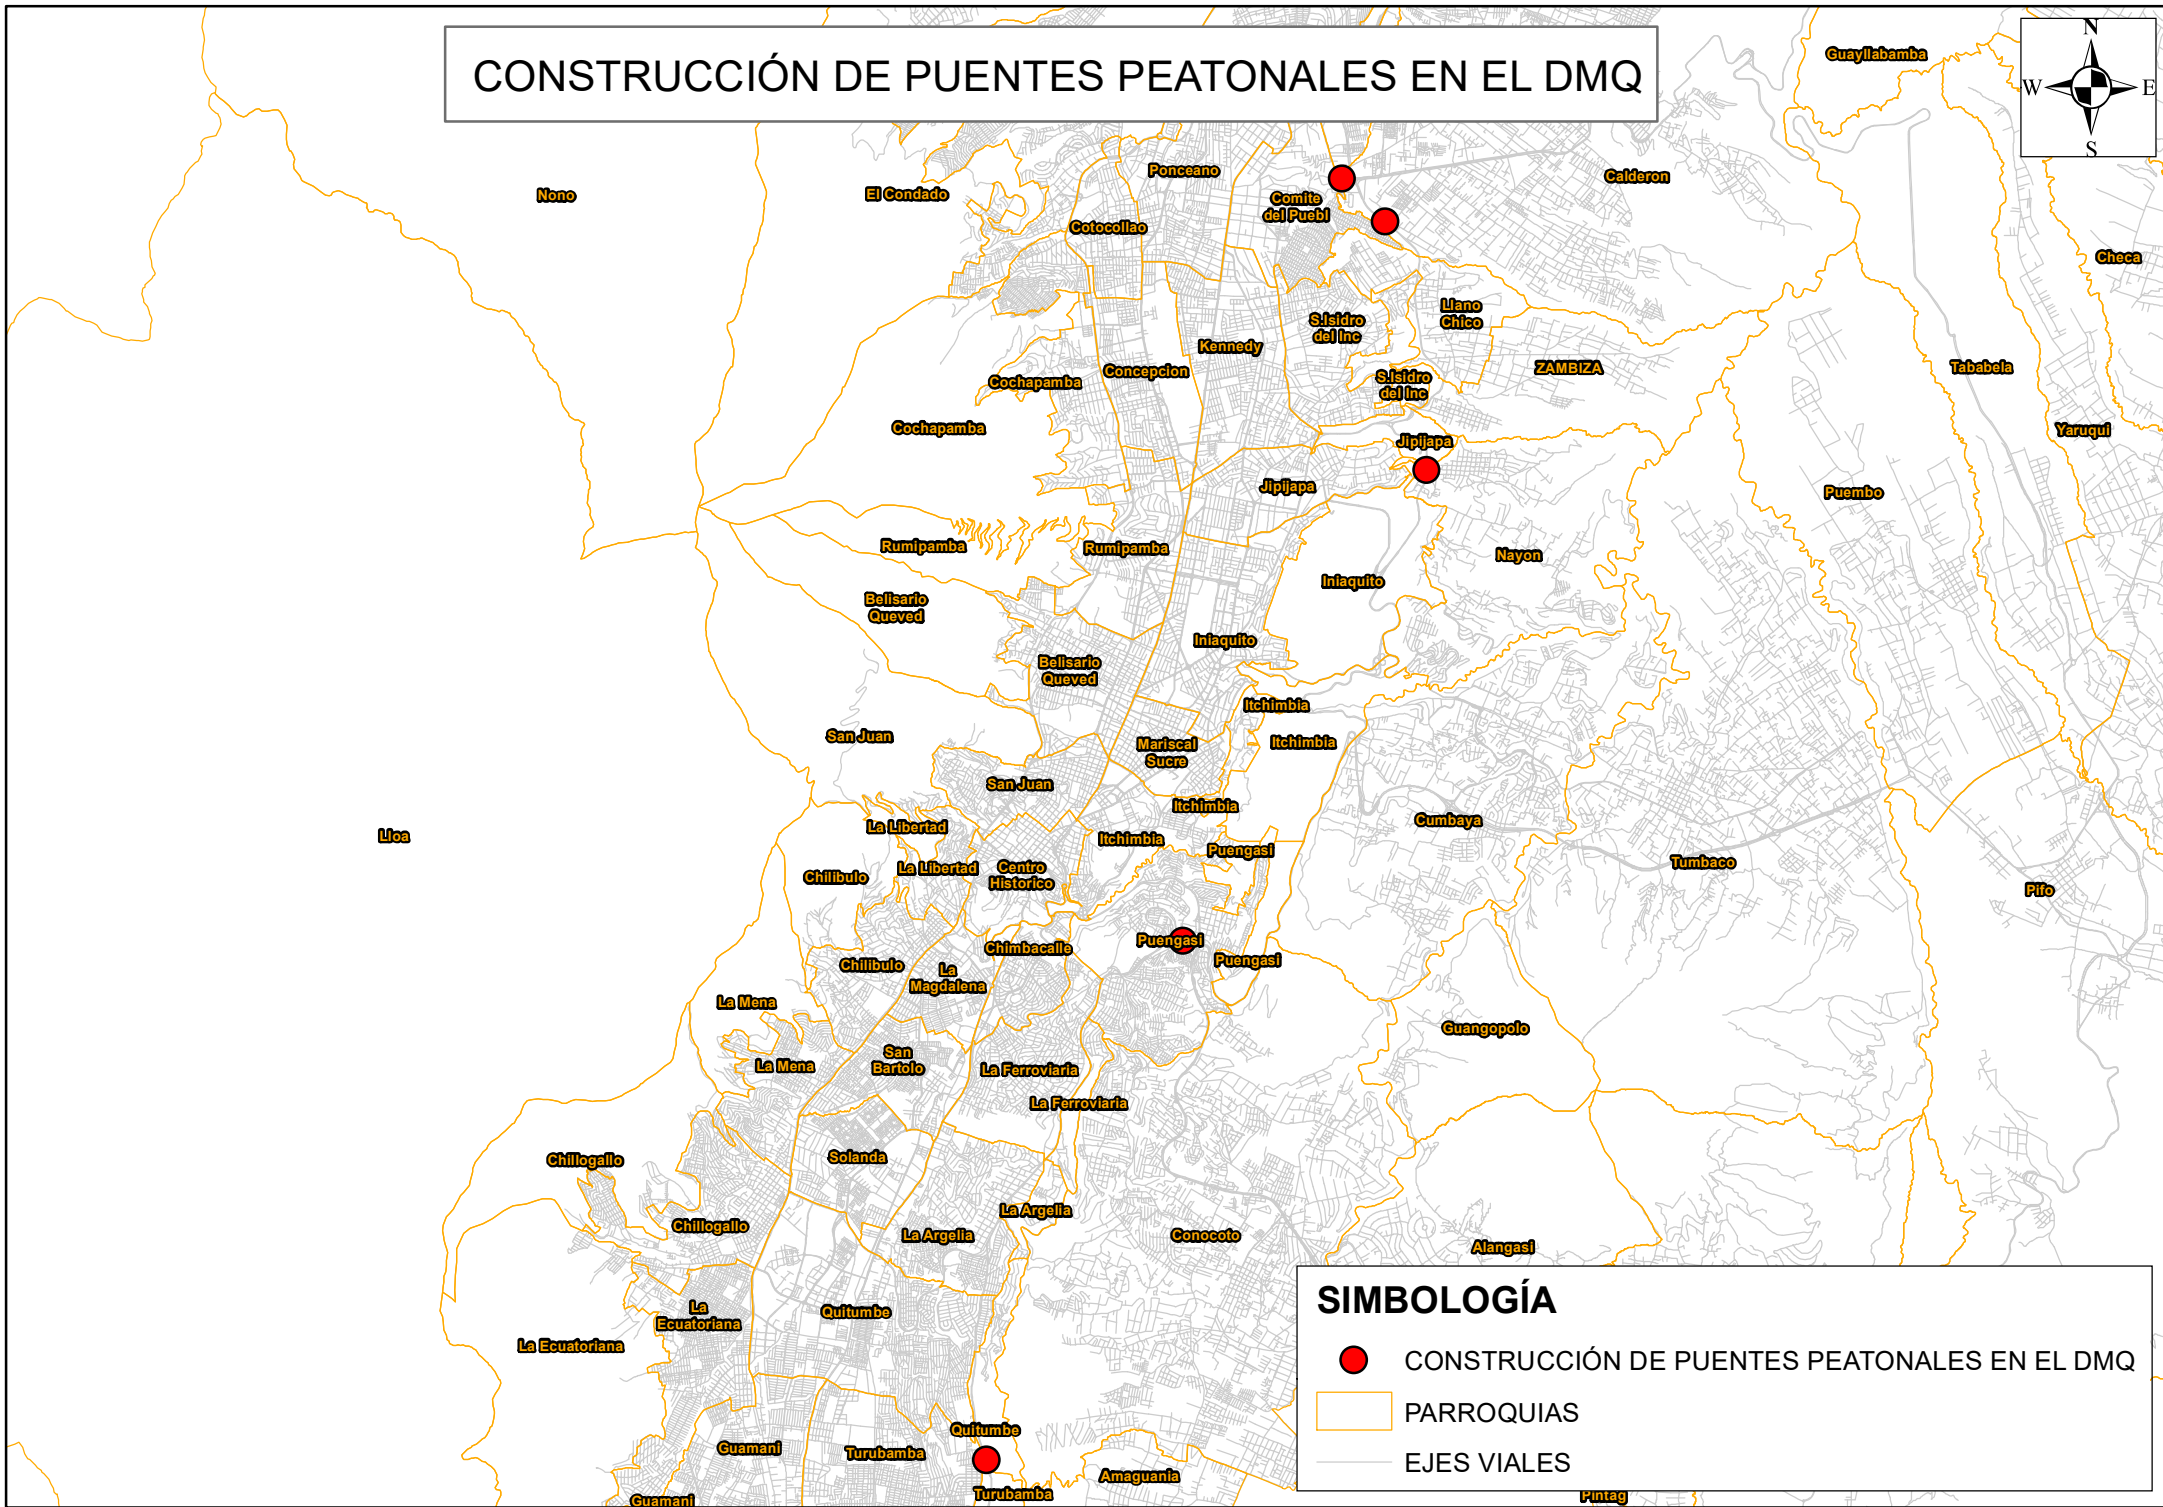 CONSTRUCCIÓN DE PUENTES PEATONALES EN EL DMQ
N
W
E
S
Guayllabamba
Nono
El Condado
Ponceano
Comite
del Puebl
Calderon
Cotocollao
Checa
Llano
Chico
S.Isidro
del Inc
Kennedy
Concepcion
Cochapamba
S.Isidro
del Inc
ZAMBIZA
Tababela
Cochapamba
Jipijapa
Yaruqui
Jipijapa
Puembo
Rumipamba
Rumipamba
Nayon
Iniaquito
Belisario
Queved
Iniaquito
Belisario
Queved
Itchimbia
San Juan
Mariscal
Sucre
Itchimbia
San Juan
Itchimbia
La Libertad
Lloa
Itchimbia
Cumbaya
Puengasi
Tumbaco
La Libertad
Centro
Historico
Chilibulo
Pifo
Puengasi
Chimbacalle
Puengasi
Chilibulo
La
Magdalena
La Mena
Guangopolo
San
Bartolo
La Mena
La Ferroviaria
La Ferroviaria
Solanda
Chillogallo
La Argelia
Chillogallo
La Argelia
Conocoto
Alangasi
La
Ecuatoriana
Quitumbe
La Ecuatoriana
Quitumbe
Guamani
Turubamba
Amaguania
Turubamba
Guamani
Pintag
SIMBOLOGÍA
CONSTRUCCIÓN DE PUENTES PEATONALES EN EL DMQ
PARROQUIAS
EJES VIALES